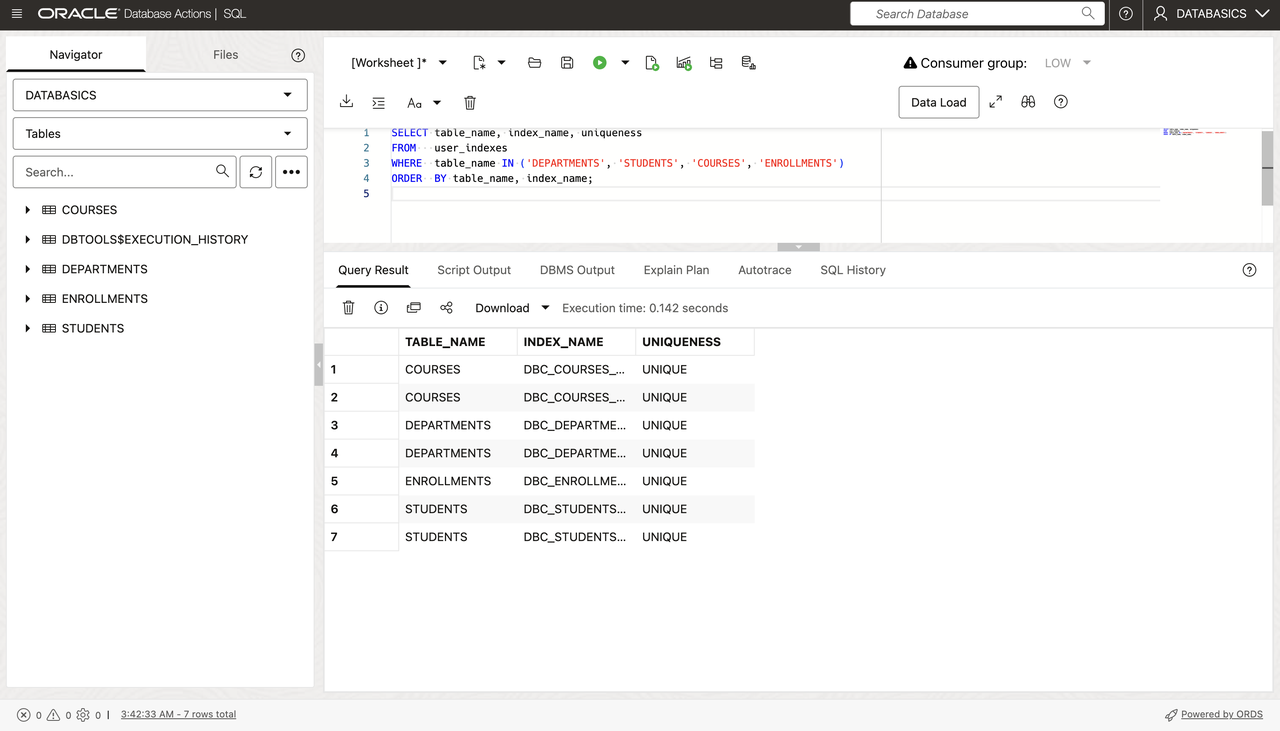 ORACLE Database Actions | SQL
Search Database
DATABASICS
Navigator
Files
DATABASICS
Tables
Search...
COURSES
DBTOOLS$EXECUTION_HISTORY
DEPARTMENTS
ENROLLMENTS
STUDENTS
[Worksheet ]*
Consumer group: LOW
Aa
Data Load
1 SELECT table_name, index_name, uniqueness
2 FROM user_indexes
3 WHERE table_name IN ('DEPARTMENTS', 'STUDENTS', 'COURSES', 'ENROLLMENTS')
4 ORDER BY table_name, index_name;
5
Query Result Script Output DBMS Output Explain Plan Autotrace SQL History
Download Execution time: 0.142 seconds
TABLE_NAME INDEX_NAME UNIQUENESS
1 COURSES DBC_COURSES_... UNIQUE
2 COURSES DBC_COURSES_... UNIQUE
3 DEPARTMENTS DBC_DEPARTME... UNIQUE
4 DEPARTMENTS DBC_DEPARTME... UNIQUE
5 ENROLLMENTS DBC_ENROLLME... UNIQUE
6 STUDENTS DBC_STUDENTS... UNIQUE
7 STUDENTS DBC_STUDENTS... UNIQUE
0 0 0 | 3:42:33 AM - 7 rows total
Powered by ORDS